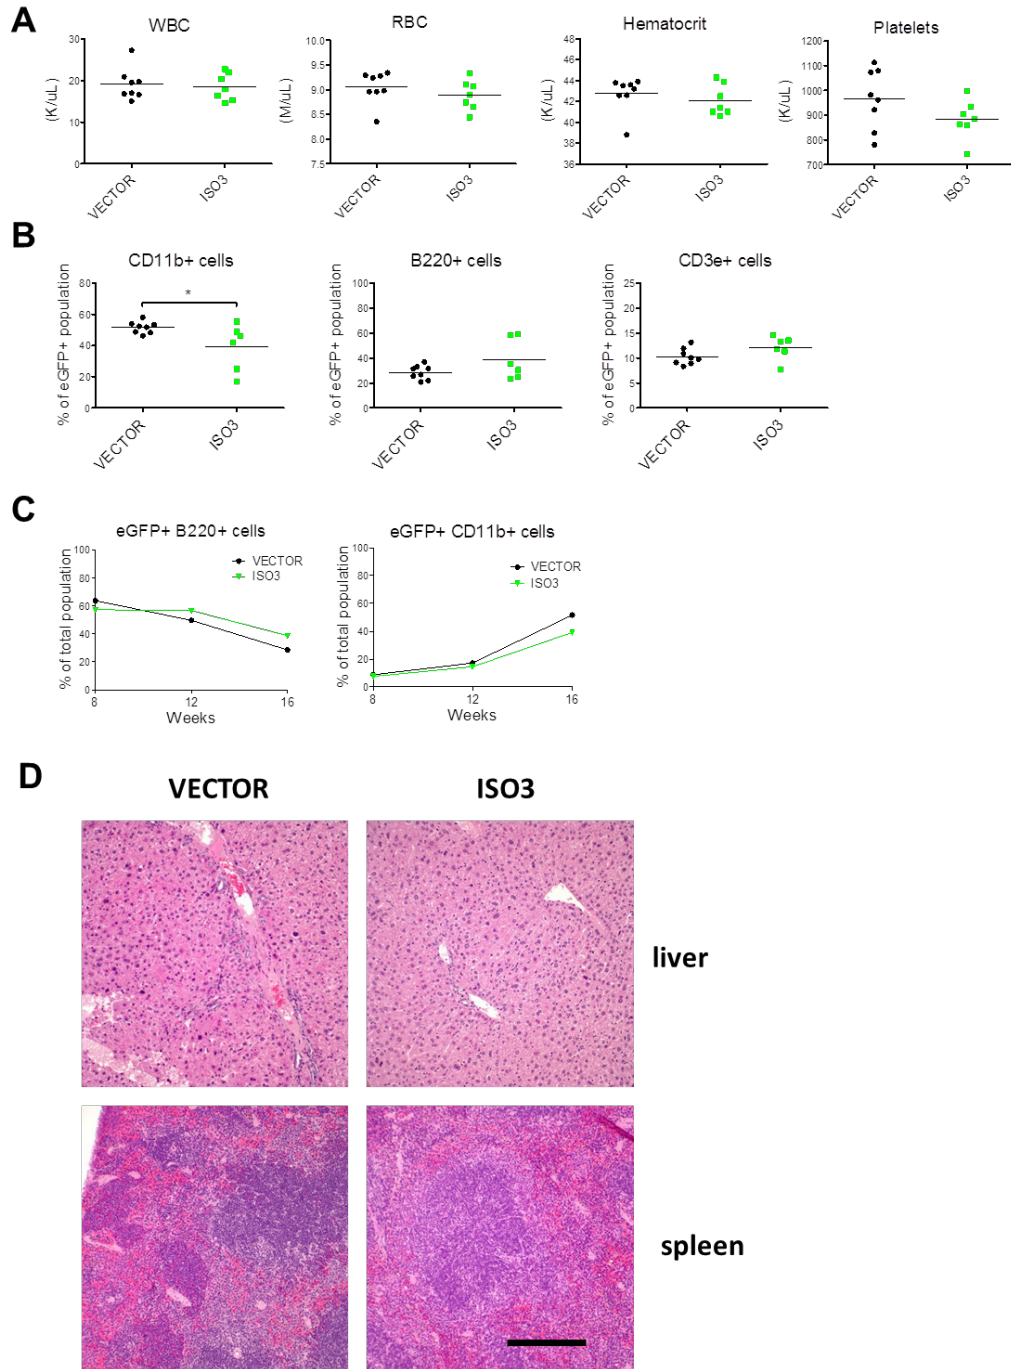 A
WBC
RBC
Hematocrit
Platelets
(K/uL)
30
20
10
0
VECTOR
ISO3
(M/uL)
10.0
9.5
9.0
8.5
8.0
7.5
VECTOR
ISO3
(K/uL)
48
46
44
42
40
38
36
VECTOR
ISO3
(K/uL)
1200
1100
1000
900
800
700
VECTOR
ISO3
B
CD11b+ cells
B220+ cells
CD3e+ cells
% of eGFP+ population
80
60
40
20
0
*
VECTOR
ISO3
% of eGFP+ population
100
80
60
40
20
0
VECTOR
ISO3
% of eGFP+ population
25
20
15
10
5
0
VECTOR
ISO3
C
eGFP+ B220+ cells
eGFP+ CD11b+ cells
% of total population
100
80
60
40
20
0
VECTOR
ISO3
8
12
16
Weeks
% of total population
100
80
60
40
20
0
VECTOR
ISO3
8
12
16
Weeks
D
VECTOR
ISO3
liver
spleen